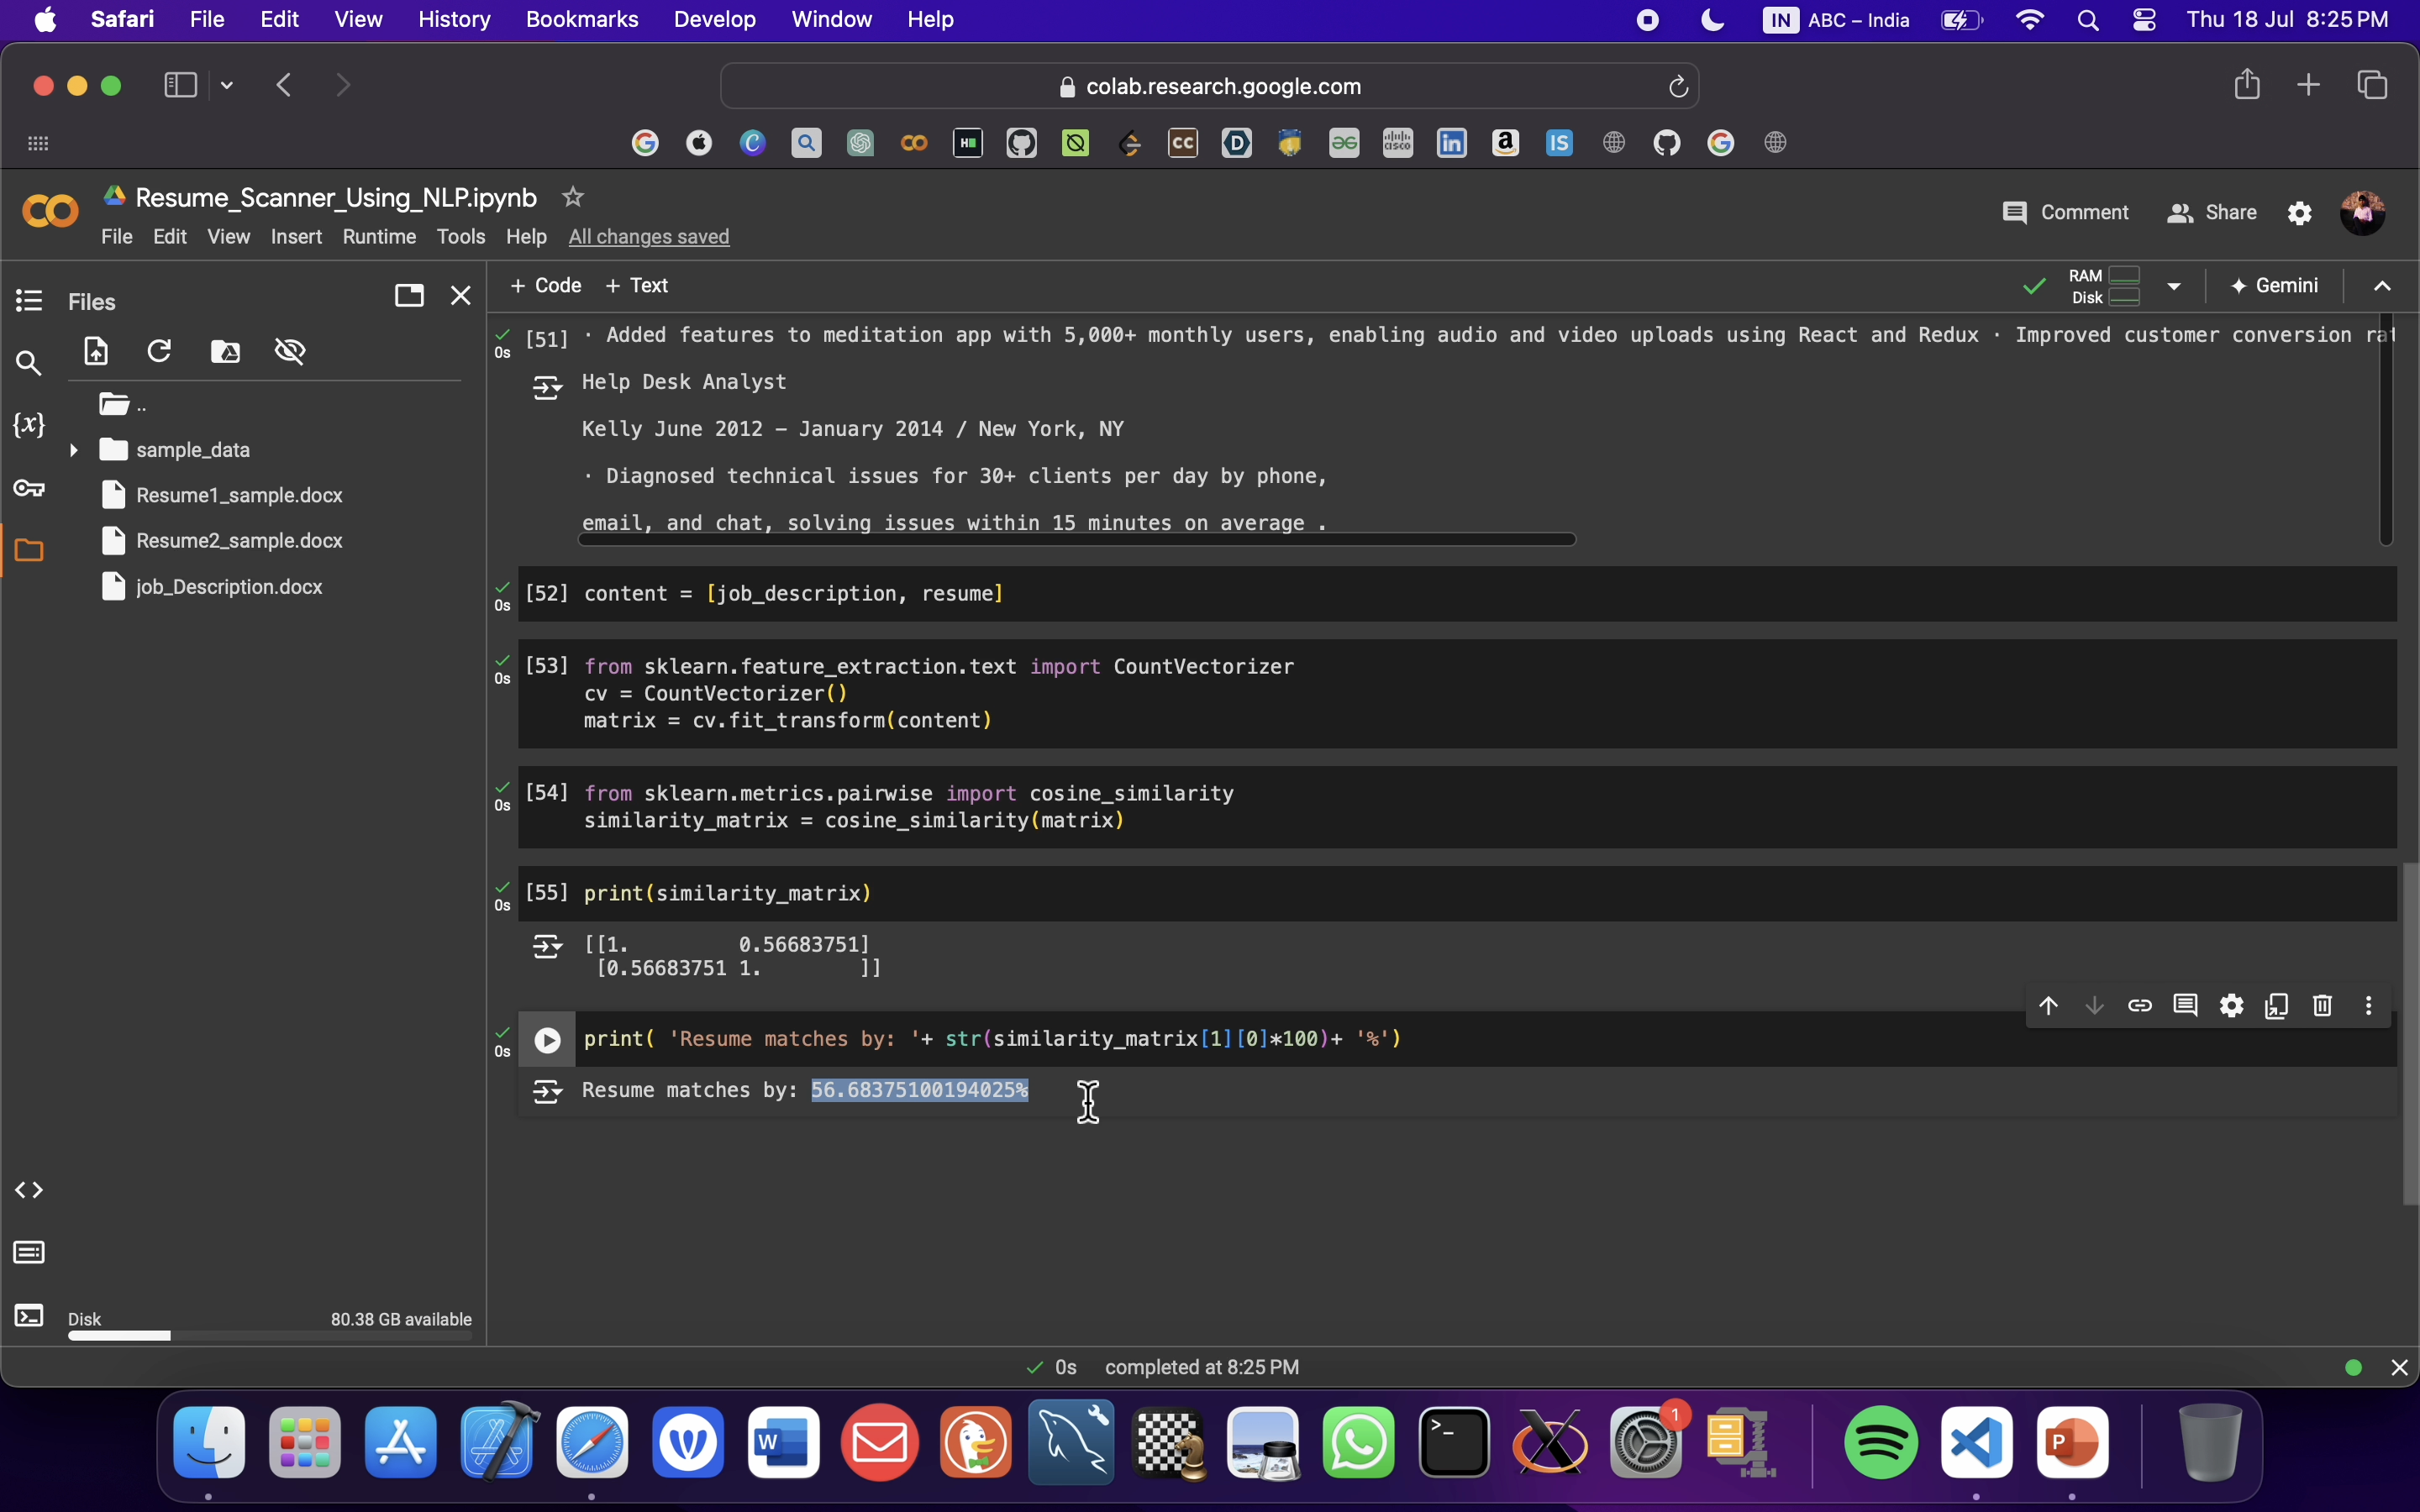 Safari File Edit View History Bookmarks Develop Window Help IN ABC – India Thu 18 Jul 8:25 PM
colab.research.google.com
Resume_Scanner_Using_NLP.ipynb
File Edit View Insert Runtime Tools Help All changes saved
Comment Share
Files
+ Code + Text
RAM
Disk
Gemini
..
sample_data
Resume1_sample.docx
Resume2_sample.docx
job_Description.docx
Disk 80.38 GB available
0s [51] · Added features to meditation app with 5,000+ monthly users, enabling audio and video uploads using React and Redux · Improved customer conversion rat
Help Desk Analyst
Kelly June 2012 – January 2014 / New York, NY
· Diagnosed technical issues for 30+ clients per day by phone,
email, and chat, solving issues within 15 minutes on average .
0s [52] content = [job_description, resume]
0s [53] from sklearn.feature_extraction.text import CountVectorizer
cv = CountVectorizer()
matrix = cv.fit_transform(content)
0s [54] from sklearn.metrics.pairwise import cosine_similarity
similarity_matrix = cosine_similarity(matrix)
0s [55] print(similarity_matrix)
[[1. 0.56683751]
[0.56683751 1. ]]
0s print( 'Resume matches by: '+ str(similarity_matrix[1][0]*100)+ '%')
Resume matches by: 56.68375100194025%
0s completed at 8:25 PM
1